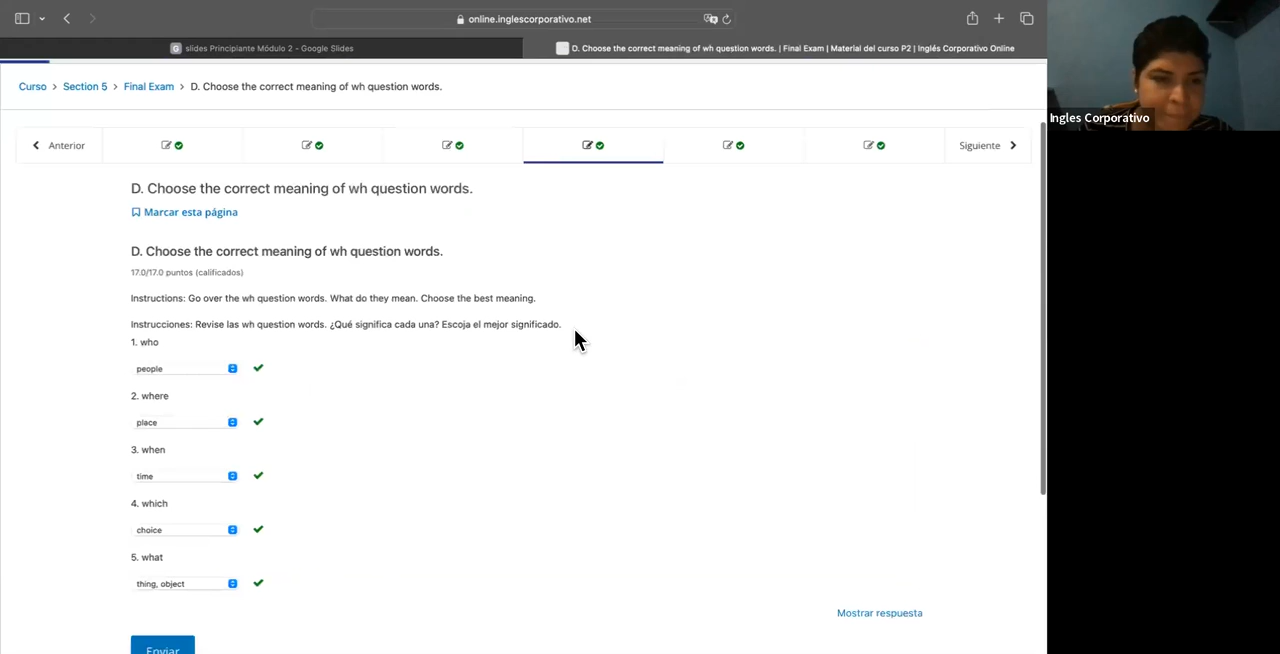 online.inglescorporativo.net
slides Principiante Módulo 2 - Google Slides
D. Choose the correct meaning of wh question words. | Final Exam | Material del curso P2 | Inglés Corporativo Online
Ingles Corporativo
Curso > Section 5 > Final Exam > D. Choose the correct meaning of wh question words.
Anterior
Siguiente
D. Choose the correct meaning of wh question words.
Marcar esta página
D. Choose the correct meaning of wh question words.
17.0/17.0 puntos (calificados)
Instructions: Go over the wh question words. What do they mean. Choose the best meaning.
Instrucciones: Revise las wh question words. ¿Qué significa cada una? Escoja el mejor significado.
1. who
people
2. where
place
3. when
time
4. which
choice
5. what
thing, object
Mostrar respuesta
Enviar